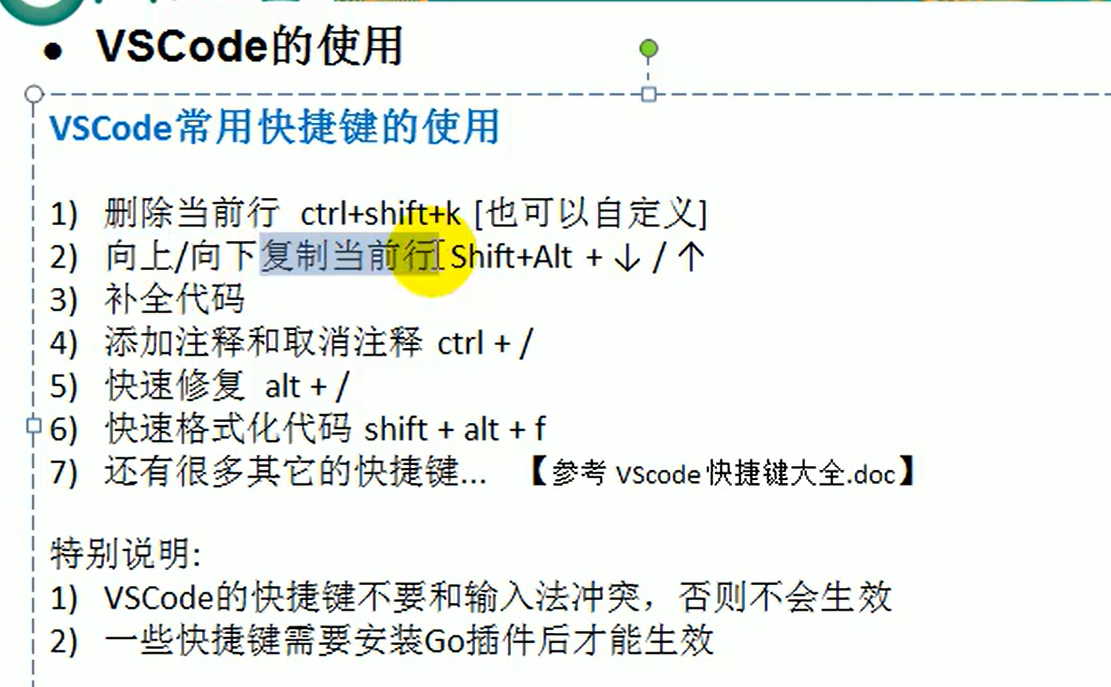 ● VSCode的使用
VSCode常用快捷键的使用
1) 删除当前行 ctrl+shift+k [也可以自定义]
2) 向上/向下复制当前行 Shift+Alt + ↓ / ↑
3) 补全代码
4) 添加注释和取消注释 ctrl + /
5) 快速修复 alt + /
6) 快速格式化代码 shift + alt + f
7) 还有很多其它的快捷键... 【参考 VScode 快捷键大全.doc】
特别说明:
1) VSCode的快捷键不要和输入法冲突，否则不会生效
2) 一些快捷键需要安装Go插件后才能生效